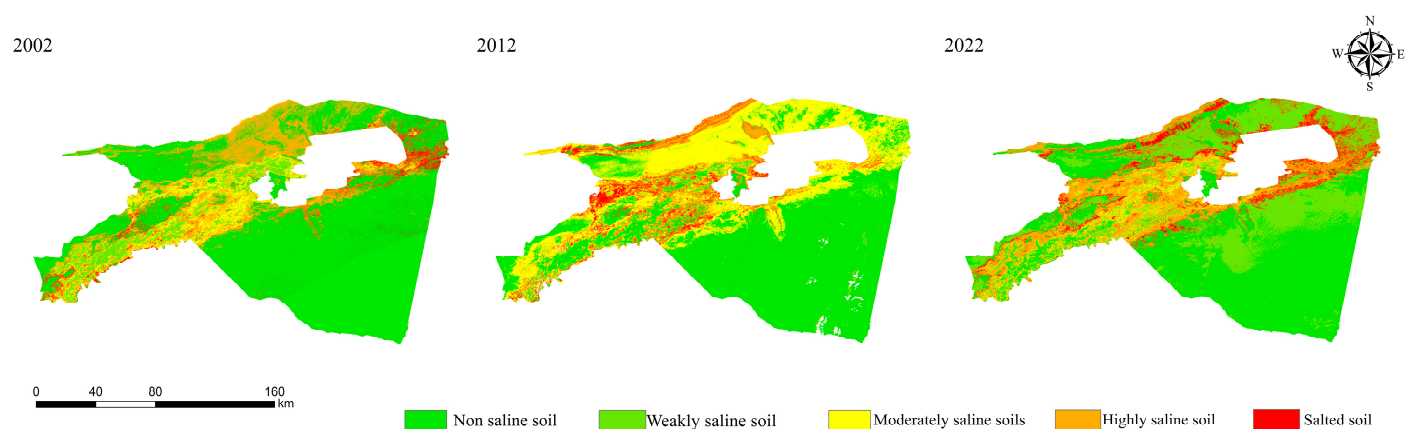 2002
2012
2022
N
W
E
S
0
40
80
160
km
Non saline soil
Weakly saline soil
Moderately saline soils
Highly saline soil
Salted soil